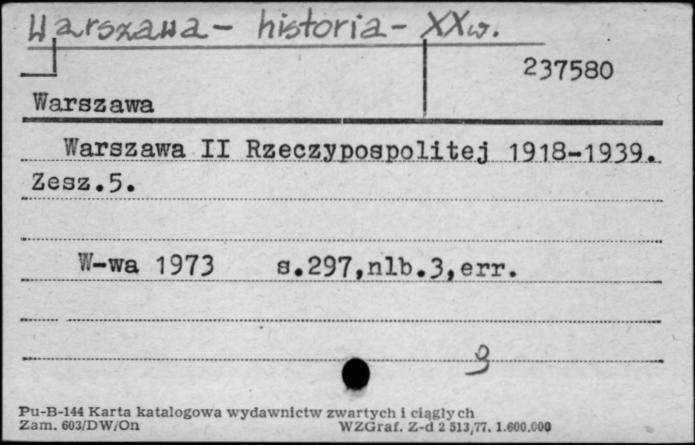 Warszawa - historia - XXw.
237580
Warszawa
Warszawa II Rzeczypospolitej 1918-1939.
Zesz.5.
W-wa 1973 s.297,nlb.3,err.
Pu-B-144 Karta katalogowa wydawnictw zwartych i ciągłych
Zam. 603/DW/On WZGraf. Z-d 2 513/77. 1.600.000